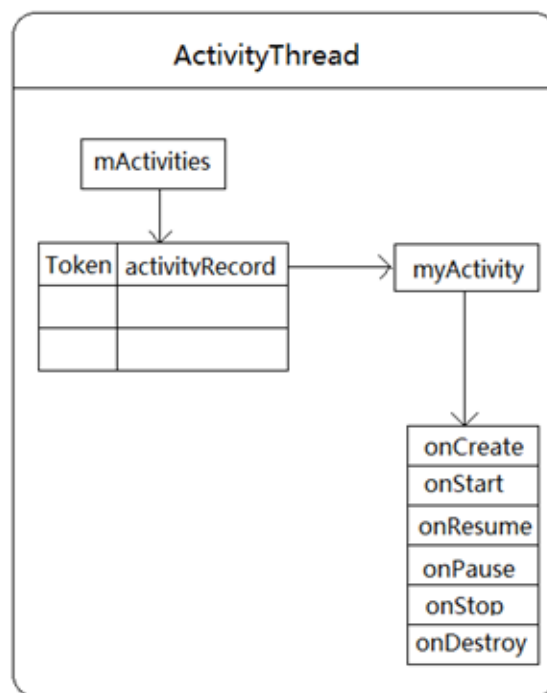 ActivityThread
mActivities
Token activityRecord
myActivity
onCreate
onStart
onResume
onPause
onStop
onDestroy